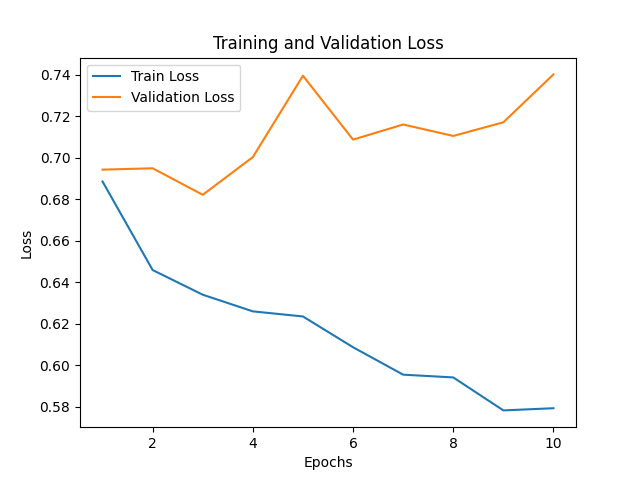 Training and Validation Loss
Train Loss
Validation Loss
0.74
0.72
0.70
0.68
0.66
0.64
0.62
0.60
0.58
Loss
2 4 6 8 10
Epochs